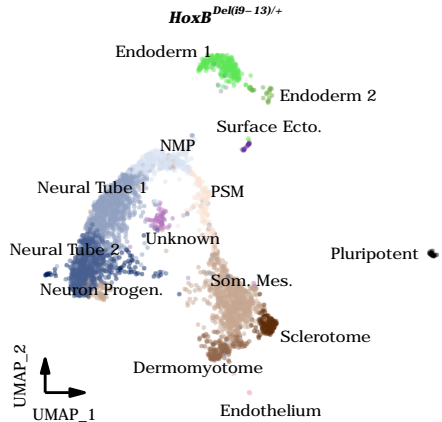 HoxB^Del(i9-13)/+
Endoderm 1
Endoderm 2
Surface Ecto.
NMP
Neural Tube 1
PSM
Unknown
Neural Tube 2
Pluripotent
Neuron Progen.
Som. Mes.
Sclerotome
Dermomyotome
Endothelium
UMAP_2
UMAP_1